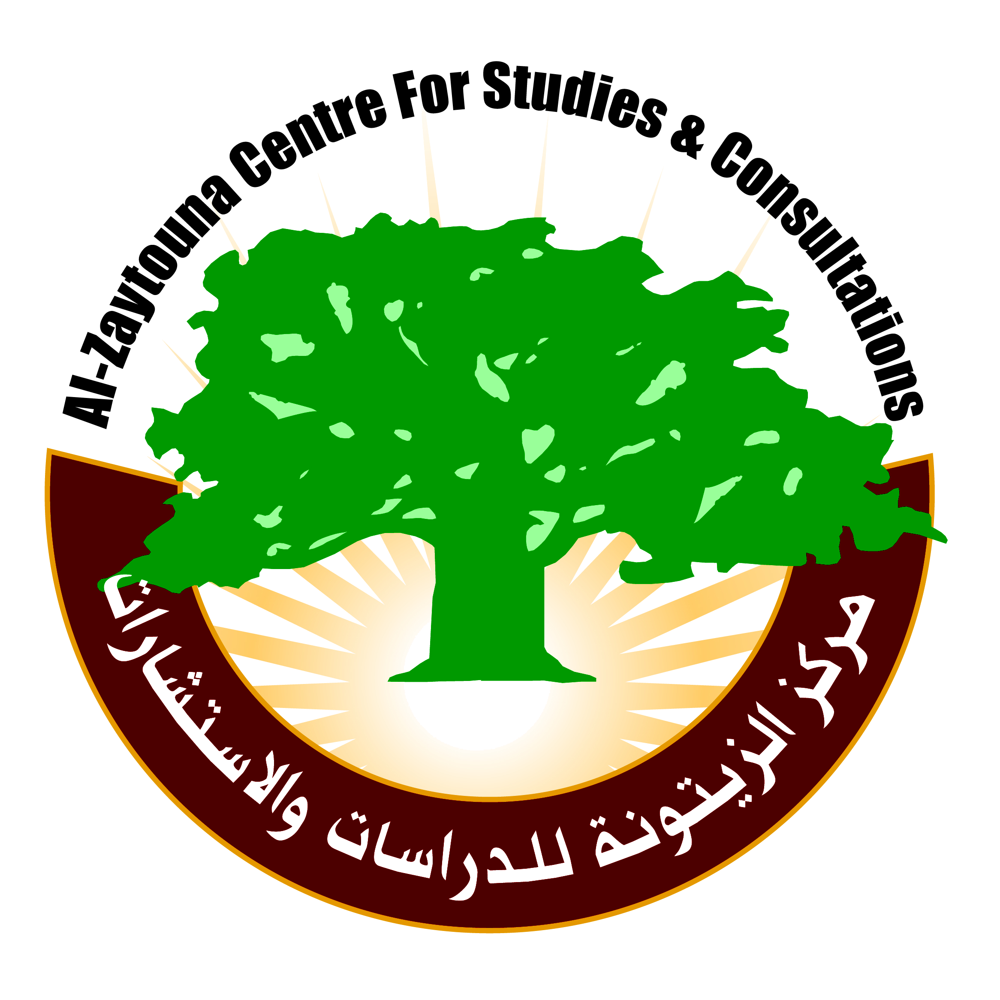 Al-zaytouna Centre For Studies & Consultations
مركز الزيتونة للدراسات والاستشارات